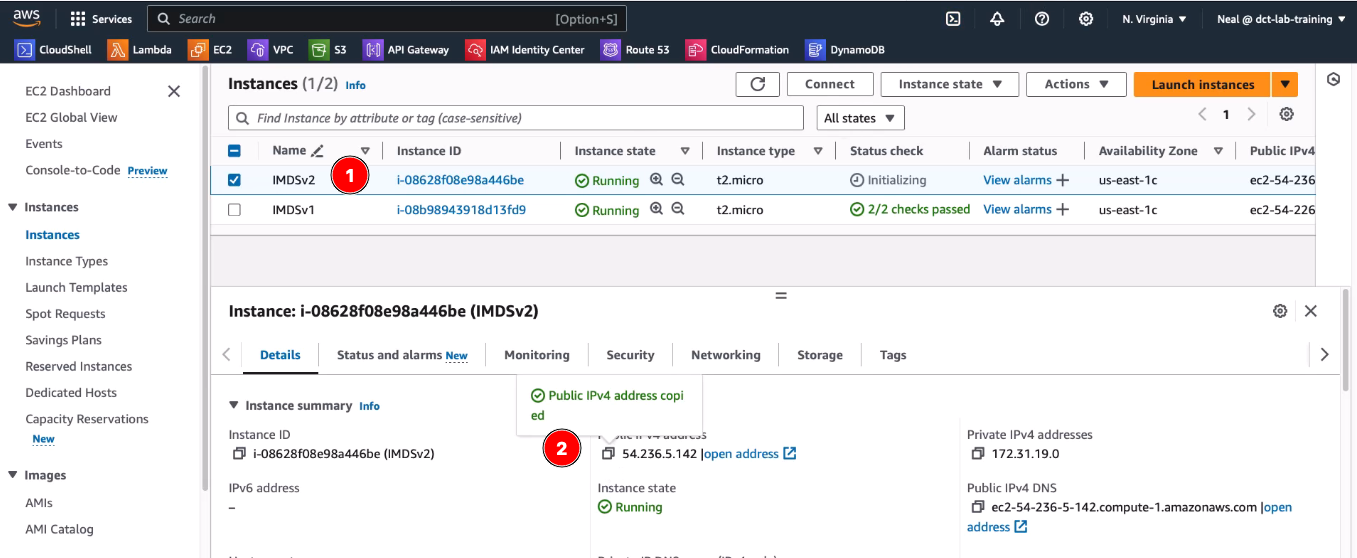 aws Services Search [Option+S] N. Virginia Neal @ dct-lab-training
CloudShell Lambda EC2 VPC S3 API Gateway IAM Identity Center Route 53 CloudFormation DynamoDB
EC2 Dashboard
EC2 Global View
Events
Console-to-Code Preview
Instances
Instances
Instance Types
Launch Templates
Spot Requests
Savings Plans
Reserved Instances
Dedicated Hosts
Capacity Reservations
New
Images
AMIs
AMI Catalog
Instances (1/2) Info Connect Instance state Actions Launch instances
Find Instance by attribute or tag (case-sensitive) All states 1
Name Instance ID Instance state Instance type Status check Alarm status Availability Zone Public IPv4
IMDSv2 1 i-08628f08e98a446be Running t2.micro Initializing View alarms us-east-1c ec2-54-236
IMDSv1 i-08b98943918d13fd9 Running t2.micro 2/2 checks passed View alarms us-east-1c ec2-54-226
Instance: i-08628f08e98a446be (IMDSv2)
Details Status and alarms New Monitoring Security Networking Storage Tags
Public IPv4 address copi
ed
Instance summary Info
Instance ID
i-08628f08e98a446be (IMDSv2)
IPv6 address
–
2
Public IPv4 address
54.236.5.142 |open address
Instance state
Running
Private IPv4 addresses
172.31.19.0
Public IPv4 DNS
ec2-54-236-5-142.compute-1.amazonaws.com |open
address